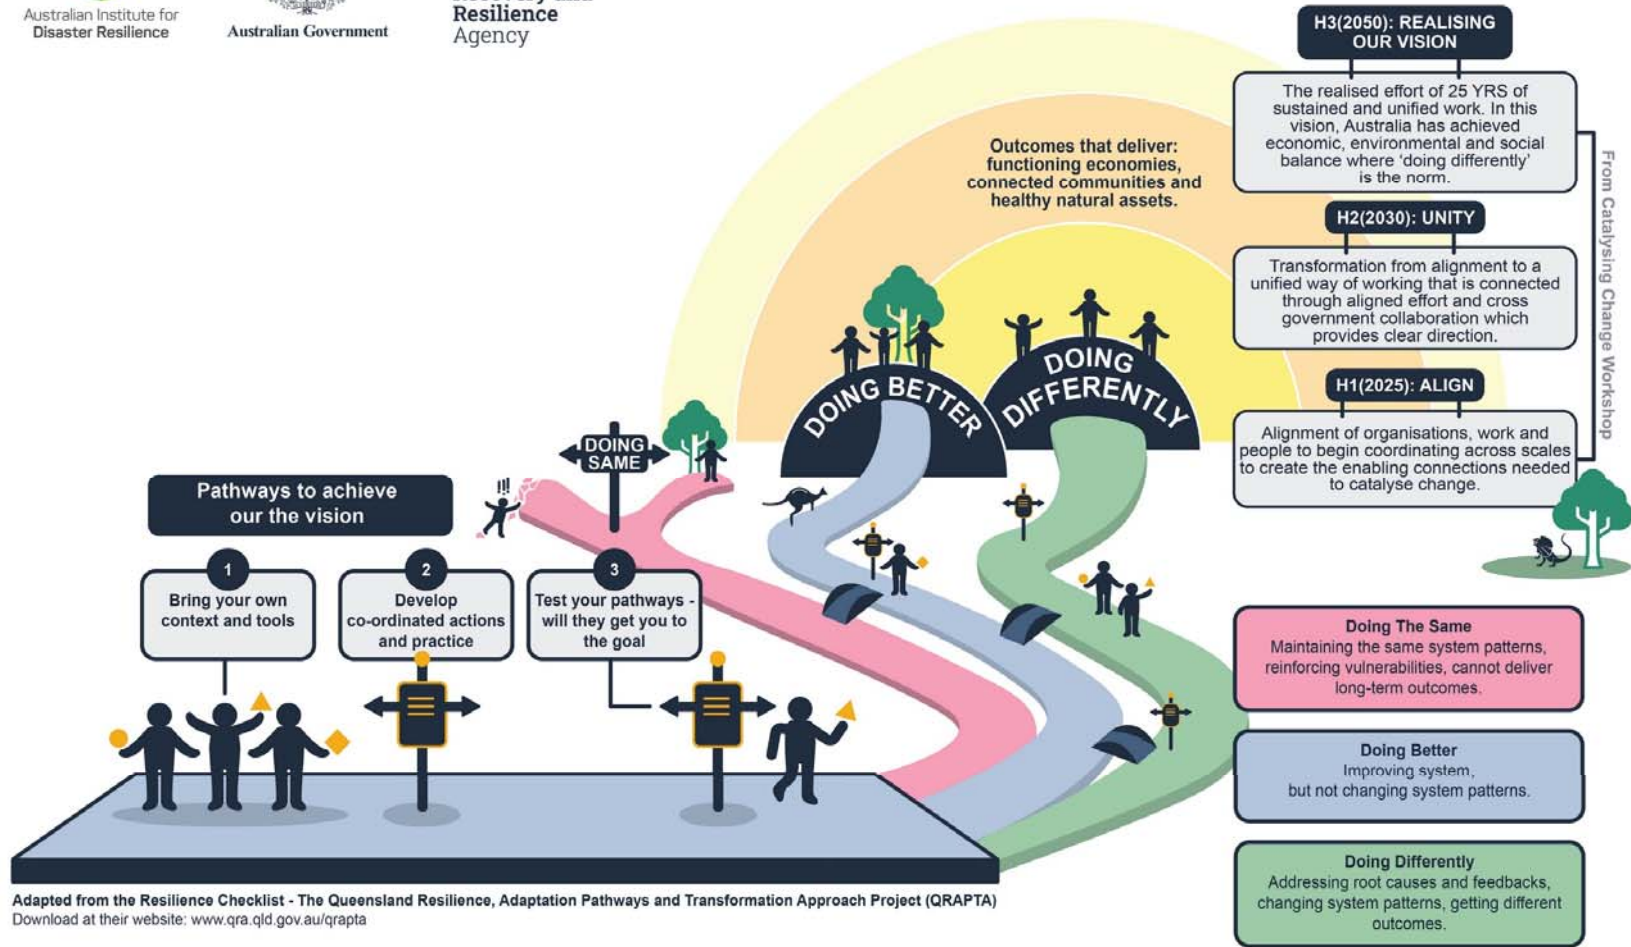 Australian Institute for
Disaster Resilience
Australian Government
Resilience
Agency
H3(2050): REALISING
OUR VISION
The realised effort of 25 YRS of
sustained and unified work. In this
vision, Australia has achieved
economic, environmental and social
balance where ‘doing differently’
is the norm.
Outcomes that deliver:
functioning economies,
connected communities and
healthy natural assets.
H2(2030): UNITY
Transformation from alignment to a
unified way of working that is connected
through aligned effort and cross
government collaboration which
provides clear direction.
H1(2025): ALIGN
Alignment of organisations, work and
people to begin coordinating across scales
to create the enabling connections needed
to catalyse change.
From Catalysing Change Workshop
DOING BETTER
DOING
DIFFERENTLY
DOING
SAME
!!!
Pathways to achieve
our the vision
1
Bring your own
context and tools
2
Develop
co-ordinated actions
and practice
3
Test your pathways -
will they get you to
the goal
Doing The Same
Maintaining the same system patterns,
reinforcing vulnerabilities, cannot deliver
long-term outcomes.
Doing Better
Improving system,
but not changing system patterns.
Doing Differently
Addressing root causes and feedbacks,
changing system patterns, getting different
outcomes.
Adapted from the Resilience Checklist - The Queensland Resilience, Adaptation Pathways and Transformation Approach Project (QRAPTA)
Download at their website: www.qra.qld.gov.au/qrapta